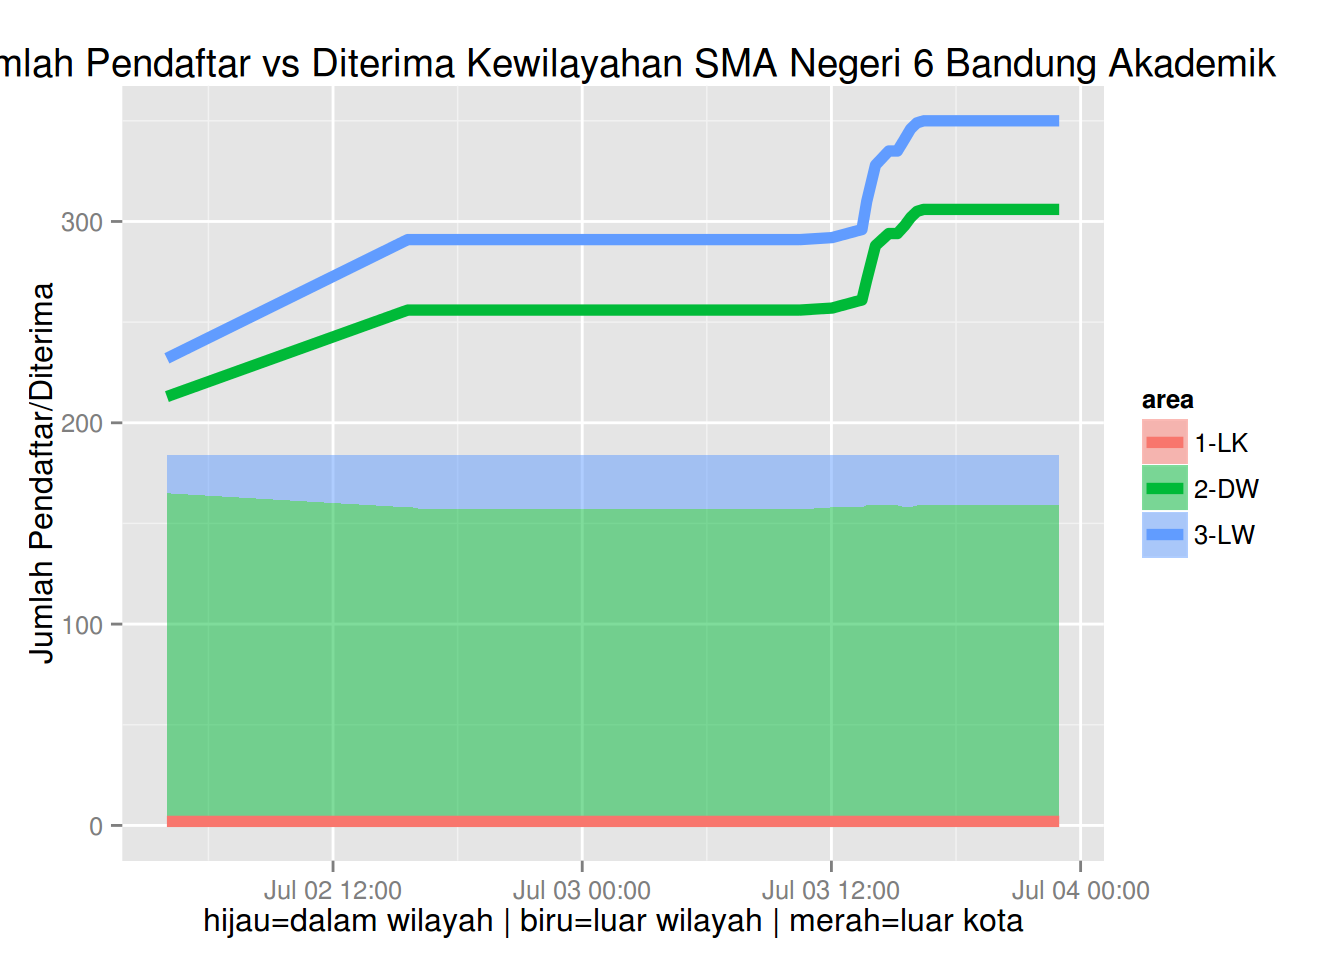 mlah Pendaftar vs Diterima Kewilayahan SMA Negeri 6 Bandung Akademik
Jumlah Pendaftar/Diterima
300
200
100
0
Jul 02 12:00
Jul 03 00:00
Jul 03 12:00
Jul 04 00:00
hijau=dalam wilayah | biru=luar wilayah | merah=luar kota
area
1-LK
2-DW
3-LW